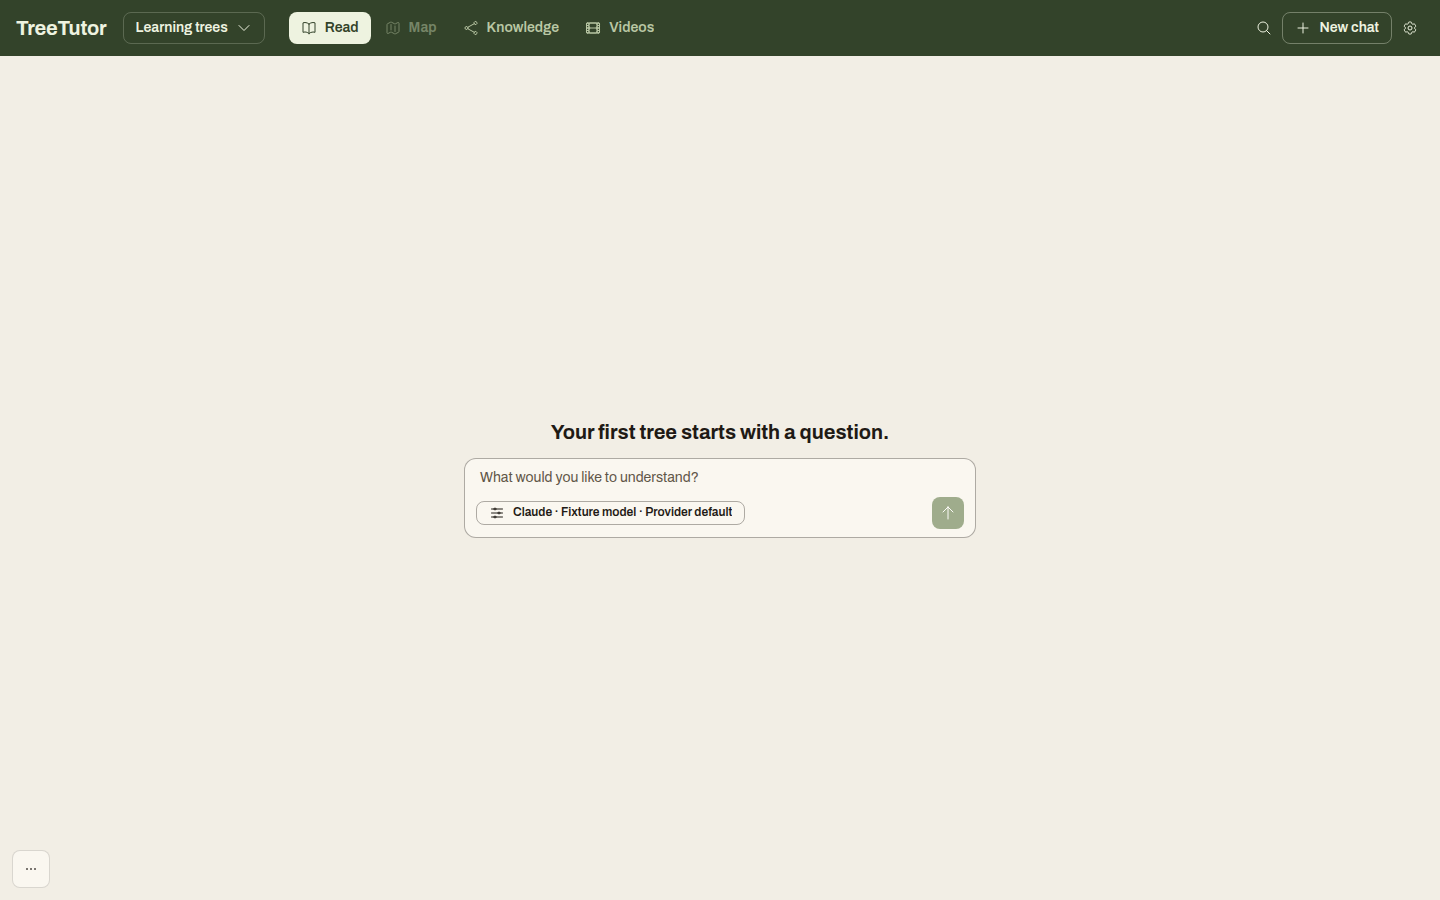 TreeTutor
Learning trees
Read
Map
Knowledge
Videos
New chat
Your first tree starts with a question.
What would you like to understand?
Claude · Fixture model · Provider default